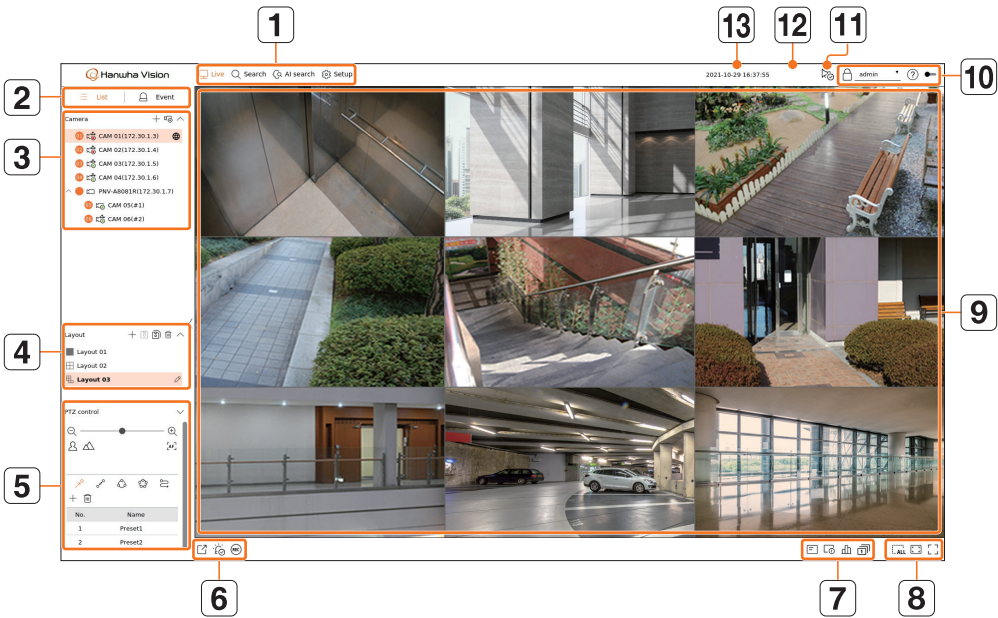 1
13
12
11
Hanwha Vision
Live
Search
AI search
Setup
2021-10-29 16:37:55
admin
?
10
2
List
Event
3
Camera
01 CAM 01(172.30.1.3)
CAM 02(172.30.1.4)
CAM 03(172.30.1.5)
CAM 04(172.30.1.6)
PNV-A8081R(172.30.1.7)
CAM 05(#1)
CAM 06(#2)
9
4
Layout
Layout 01
Layout 02
Layout 03
5
PTZ control
AF
No. Name
1 Preset1
2 Preset2
REC
ALL
6
7
8